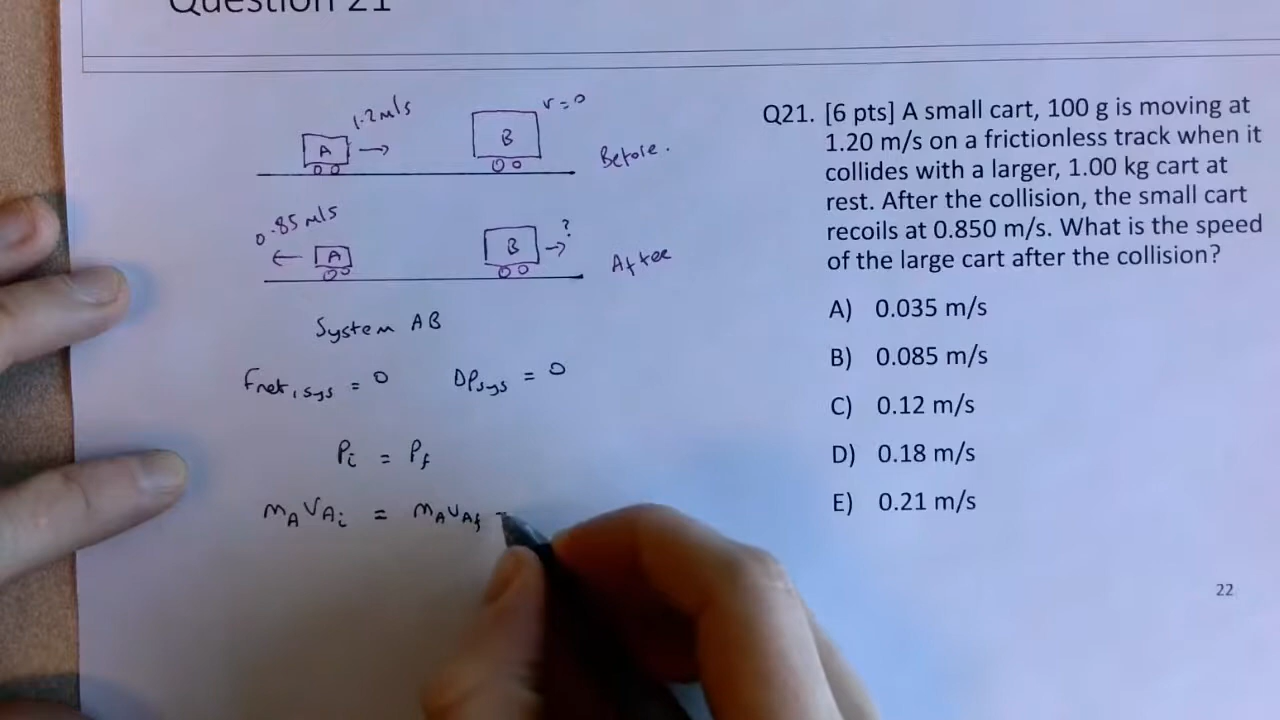 Question 21
1.2m/s
v=0
A
B
Before.
0.85 m/s
?
A
B
After
System AB
Fnet,sys = 0 DPsys = 0
Pi = Pf
mAVAi = mAVAf
Q21. [6 pts] A small cart, 100 g is moving at
1.20 m/s on a frictionless track when it
collides with a larger, 1.00 kg cart at
rest. After the collision, the small cart
recoils at 0.850 m/s. What is the speed
of the large cart after the collision?
A) 0.035 m/s
B) 0.085 m/s
C) 0.12 m/s
D) 0.18 m/s
E) 0.21 m/s
22